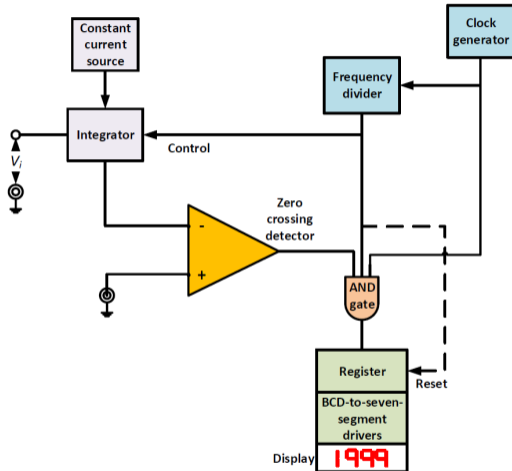 Constant
current
source
Clock
generator
Frequency
divider
Integrator
Control
Vi
Zero
crossing
detector
-
+
AND
gate
Register
Reset
BCD-to-seven-
segment
drivers
Display
1999